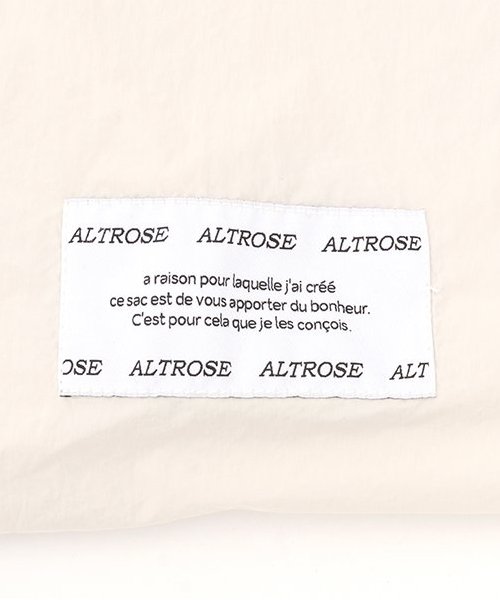 ALTROSE ALTROSE ALTROSE
a raison pour laquelle j'ai créé
ce sac est de vous apporter du bonheur.
C'est pour cela que je les conçois.
OSE ALTROSE ALTROSE ALT